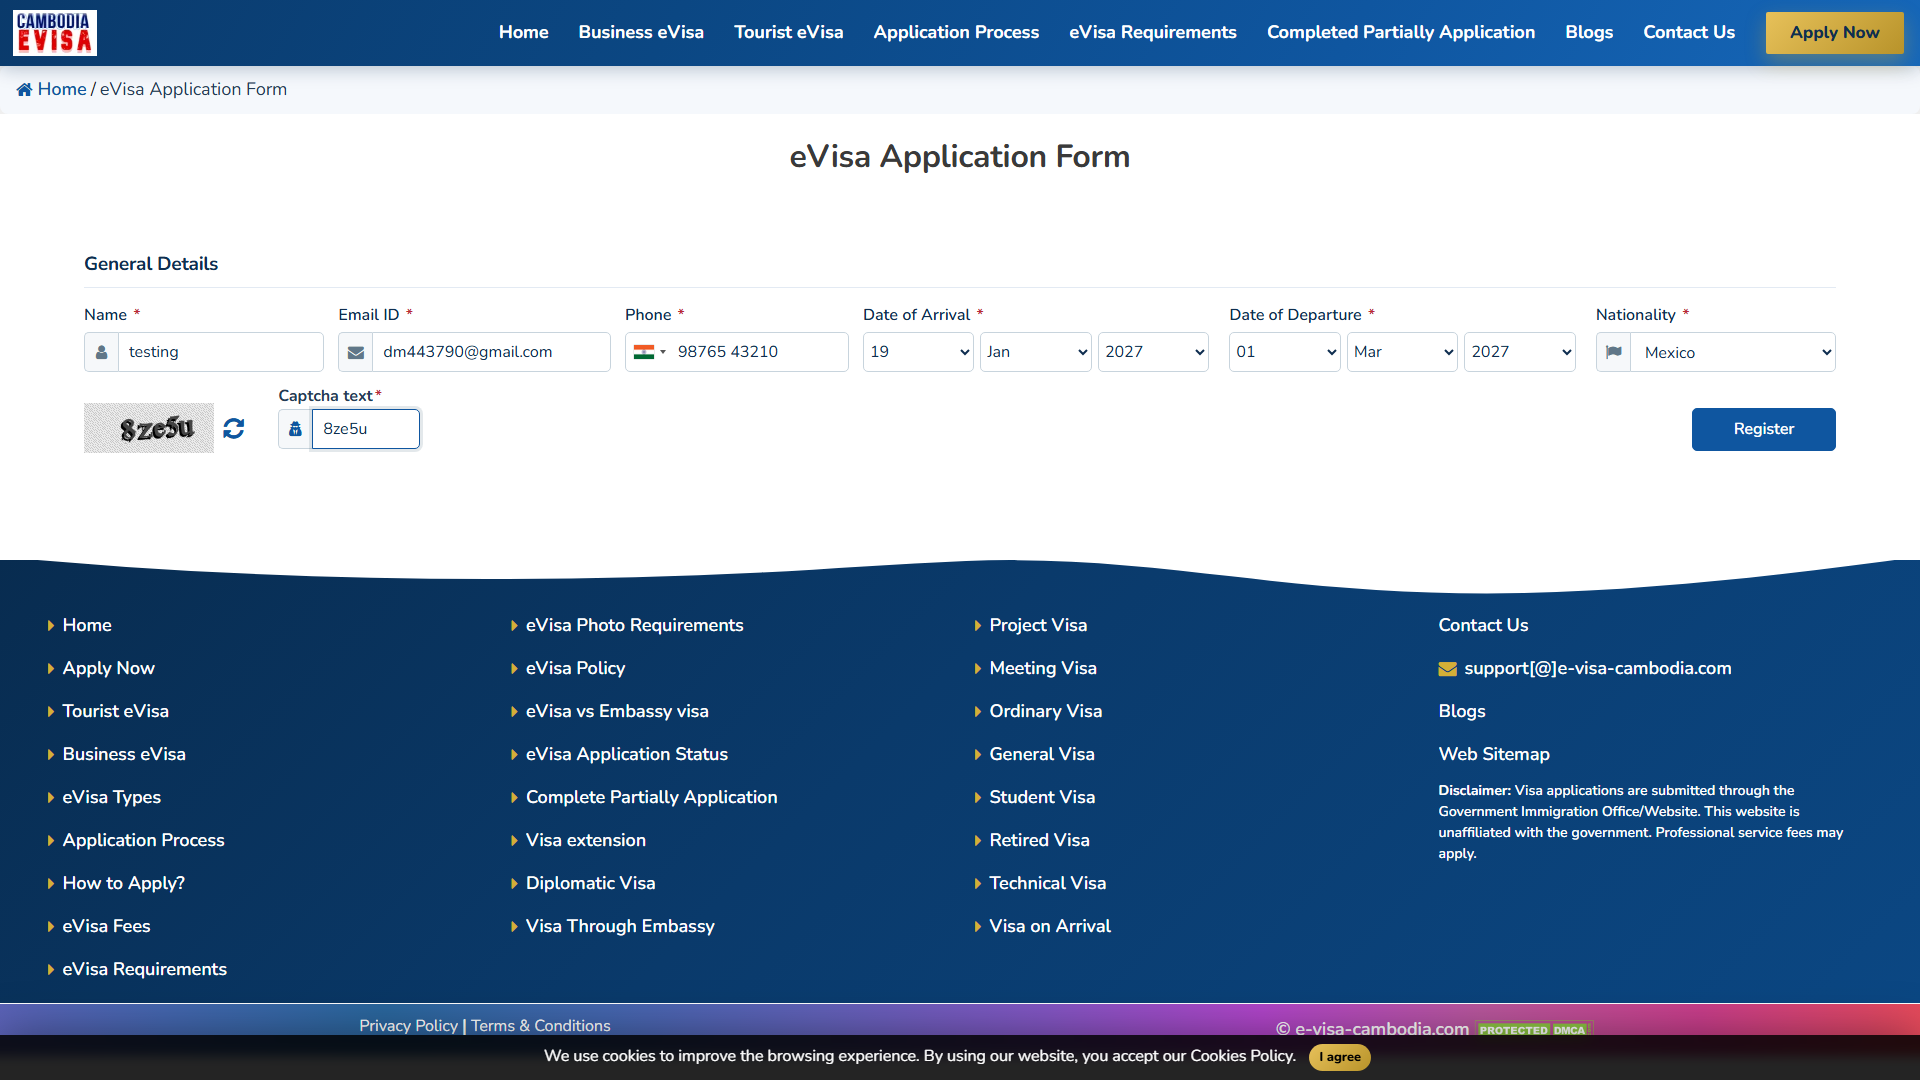 CAMBODIA
EVISA
Home Business eVisa Tourist eVisa Application Process eVisa Requirements Completed Partially Application Blogs Contact Us Apply Now
Home / eVisa Application Form
eVisa Application Form
General Details
Name * Email ID * Phone * Date of Arrival * Date of Departure * Nationality *
testing dm443790@gmail.com 98765 43210 19 Jan 2027 01 Mar 2027 Mexico
Captcha text*
8ze5u 8ze5u Register
Home
Apply Now
Tourist eVisa
Business eVisa
eVisa Types
Application Process
How to Apply?
eVisa Fees
eVisa Requirements
eVisa Photo Requirements
eVisa Policy
eVisa vs Embassy visa
eVisa Application Status
Complete Partially Application
Visa extension
Diplomatic Visa
Visa Through Embassy
Project Visa
Meeting Visa
Ordinary Visa
General Visa
Student Visa
Retired Visa
Technical Visa
Visa on Arrival
Contact Us
support[@]e-visa-cambodia.com
Blogs
Web Sitemap
Disclaimer: Visa applications are submitted through the
Government Immigration Office/Website. This website is
unaffiliated with the government. Professional service fees may
apply.
Privacy Policy | Terms & Conditions © e-visa-cambodia.com PROTECTED DMCA
We use cookies to improve the browsing experience. By using our website, you accept our Cookies Policy. I agree